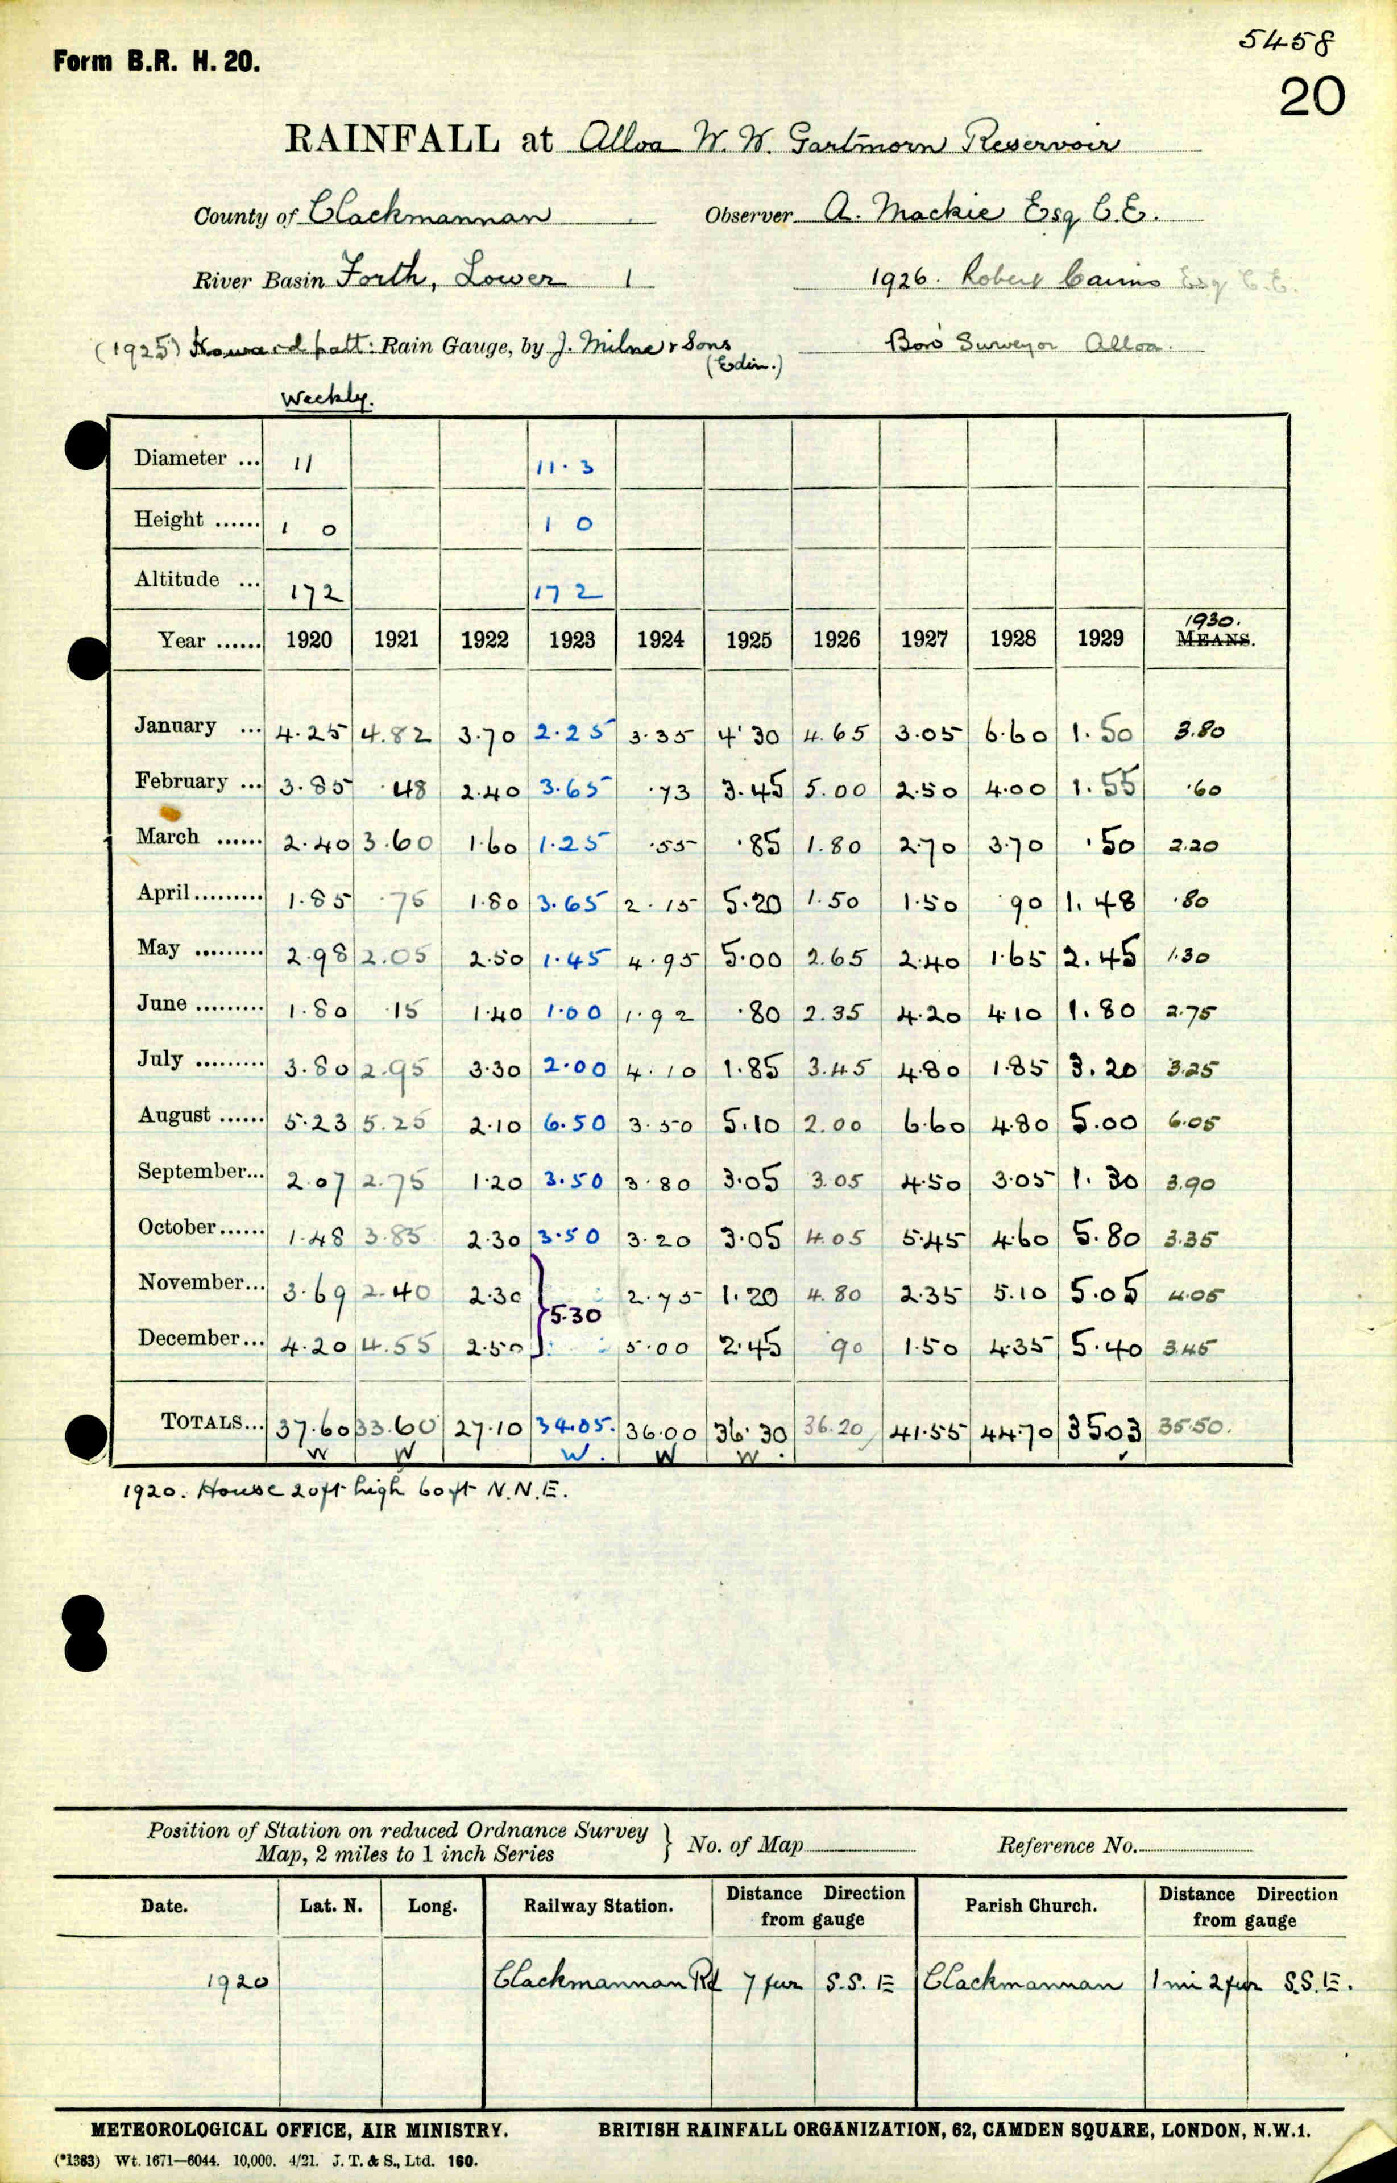 5458
Form B.R. H. 20.
20
RAINFALL at Alloa W. W. Gartmorn Reservoir
County of Clackmannan Observer A. Mackie Esq C.E.
River Basin Forth, Lower 1 1926. Robert Cairns Esq C.E.
(1925) Howard patt: Rain Gauge, by J. Milne & Sons Boro' Surveyor Alloa.
(Edin.)
Weekly.
Diameter ... 11 11.3
Height ...... 1 0 1 0
Altitude ... 172 172
1930.
Year ...... 1920 1921 1922 1923 1924 1925 1926 1927 1928 1929 MEANS.
January ... 4.25 4.82 3.70 2.25 3.35 4.30 4.65 3.05 6.60 1.50 3.80
February ... 3.85 .48 2.40 3.65 .73 3.45 5.00 2.50 4.00 1.55 .60
March ...... 2.40 3.60 1.60 1.25 .55 .85 1.80 2.70 3.70 .50 2.20
April ......... 1.85 .75 1.80 3.65 2.15 5.20 1.50 1.50 .90 1.48 .80
May ......... 2.98 2.05 2.50 1.45 4.95 5.00 2.65 2.40 1.65 2.45 1.30
June ......... 1.80 .15 1.40 1.00 1.92 .80 2.35 4.20 4.10 1.80 2.75
July ......... 3.80 2.95 3.30 2.00 4.10 1.85 3.45 4.80 1.85 3.20 3.25
August ...... 5.23 5.25 2.10 6.50 3.50 5.10 2.00 6.60 4.80 5.00 6.05
September... 2.07 2.75 1.20 3.50 3.80 3.05 3.05 4.50 3.05 1.30 3.90
October...... 1.48 3.85 2.30 3.50 3.20 3.05 4.05 5.45 4.60 5.80 3.35
November... 3.69 2.40 2.30 2.75 1.20 4.80 2.35 5.10 5.05 4.05
} 5.30
December... 4.20 4.55 2.50 5.00 2.45 .90 1.50 4.35 5.40 3.45
TOTALS... 37.60 33.60 27.10 34.05. 36.00 36.30 36.20 41.55 44.70 35.03 35.50.
W W W. W W.
1920. House 20ft high 60ft N.N.E.
Position of Station on reduced Ordnance Survey
Map, 2 miles to 1 inch Series } No. of Map Reference No.
Date. Lat. N. Long. Railway Station. Distance Direction from gauge Parish Church. Distance Direction from gauge
1920 Clackmannan Rd 7 fur S.S.E Clackmannan 1 mi 2 fur S.S.E.
METEOROLOGICAL OFFICE, AIR MINISTRY. BRITISH RAINFALL ORGANIZATION, 62, CAMDEN SQUARE, LONDON, N.W.1.
(*1383) Wt. 1671—6044. 10,000. 4/21. J. T. & S., Ltd. 160.